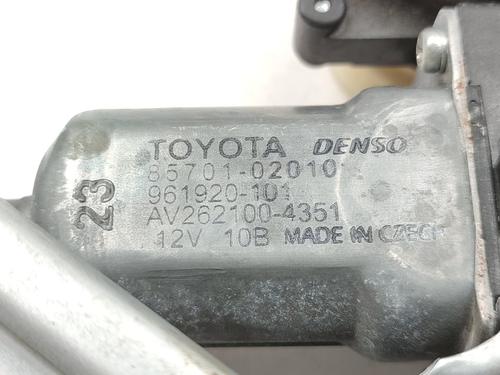 TOYOTA DENSO
85701-02010
961920-101
AV262100-4351
12V 10B MADE IN CZECH
23